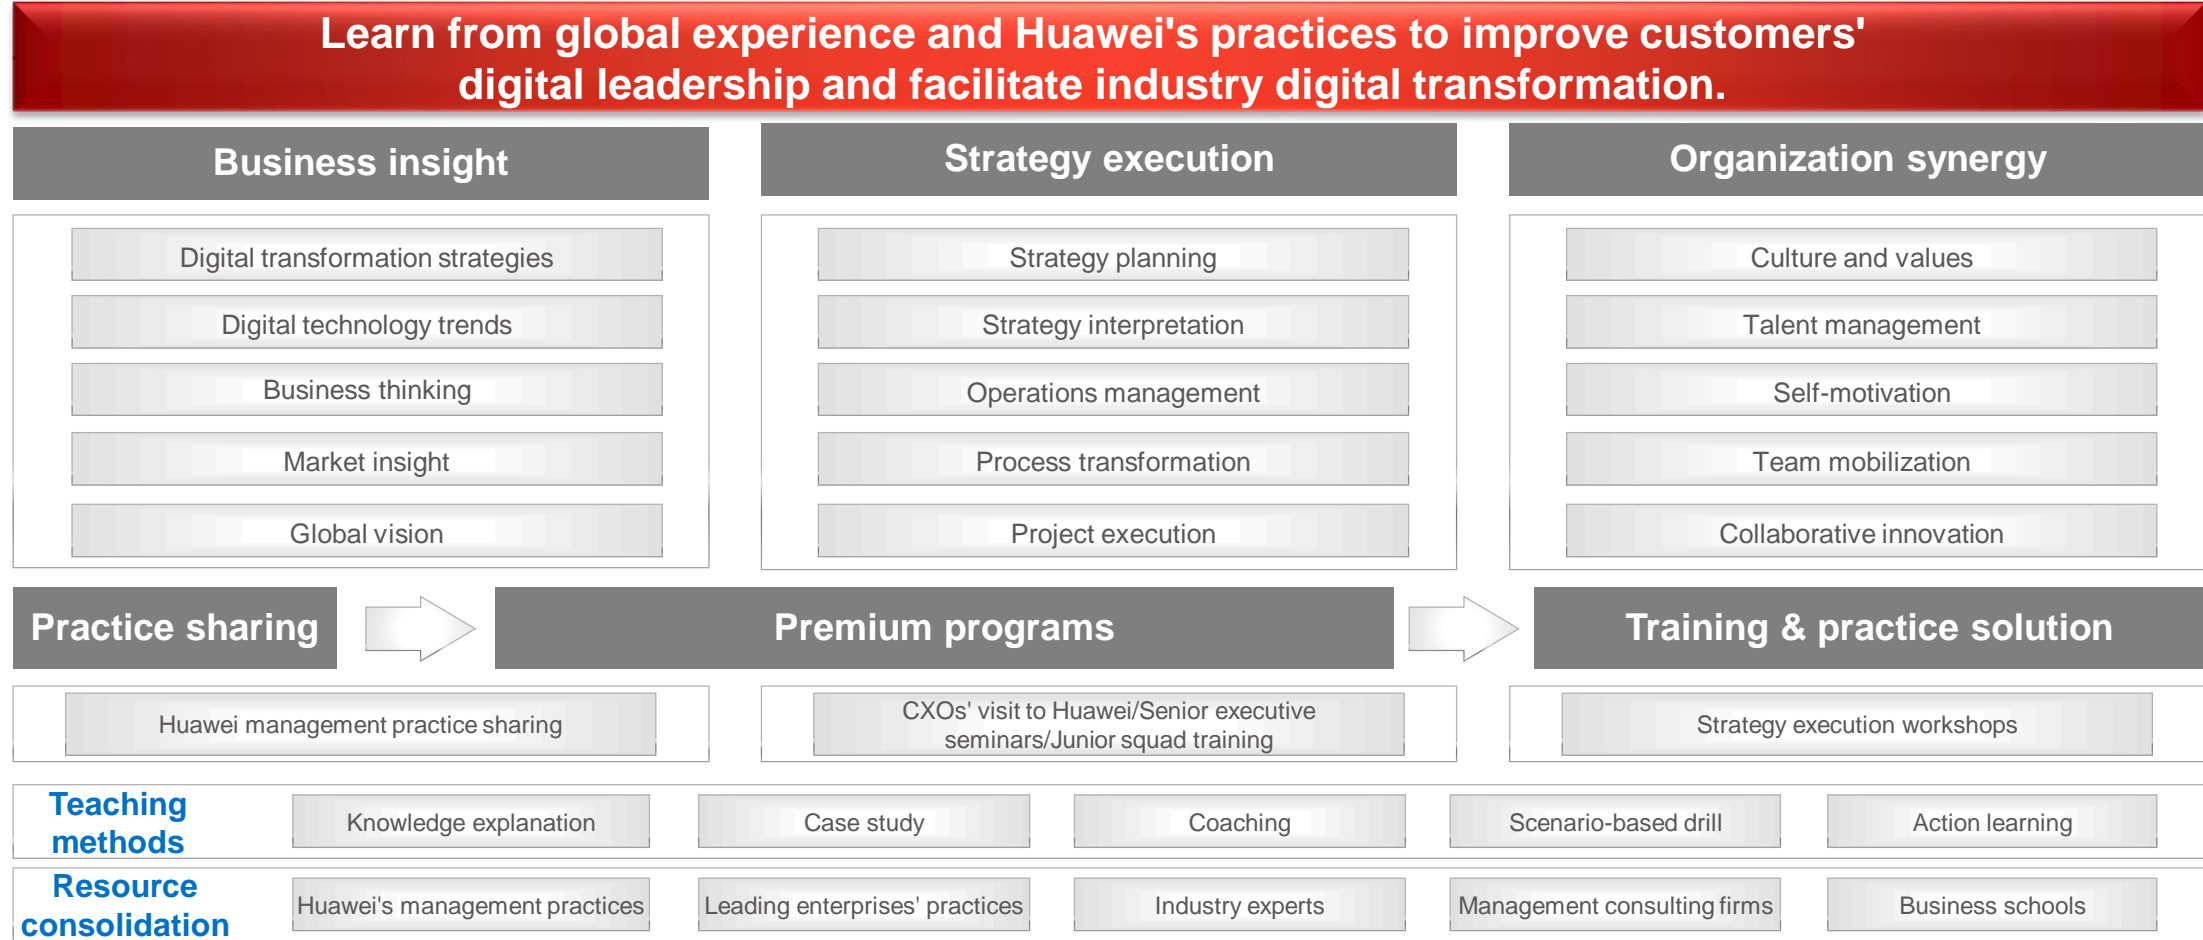 Learn from global experience and Huawei's practices to improve customers'
digital leadership and facilitate industry digital transformation.
Business insight
Digital transformation strategies
Digital technology trends
Business thinking
Market insight
Global vision
Strategy execution
Strategy planning
Strategy interpretation
Operations management
Process transformation
Project execution
Organization synergy
Culture and values
Talent management
Self-motivation
Team mobilization
Collaborative innovation
Practice sharing
Premium programs
Training & practice solution
Huawei management practice sharing
CXOs' visit to Huawei/Senior executive
seminars/Junior squad training
Strategy execution workshops
Teaching
methods
Knowledge explanation
Case study
Coaching
Scenario-based drill
Action learning
Resource
consolidation
Huawei's management practices
Leading enterprises' practices
Industry experts
Management consulting firms
Business schools